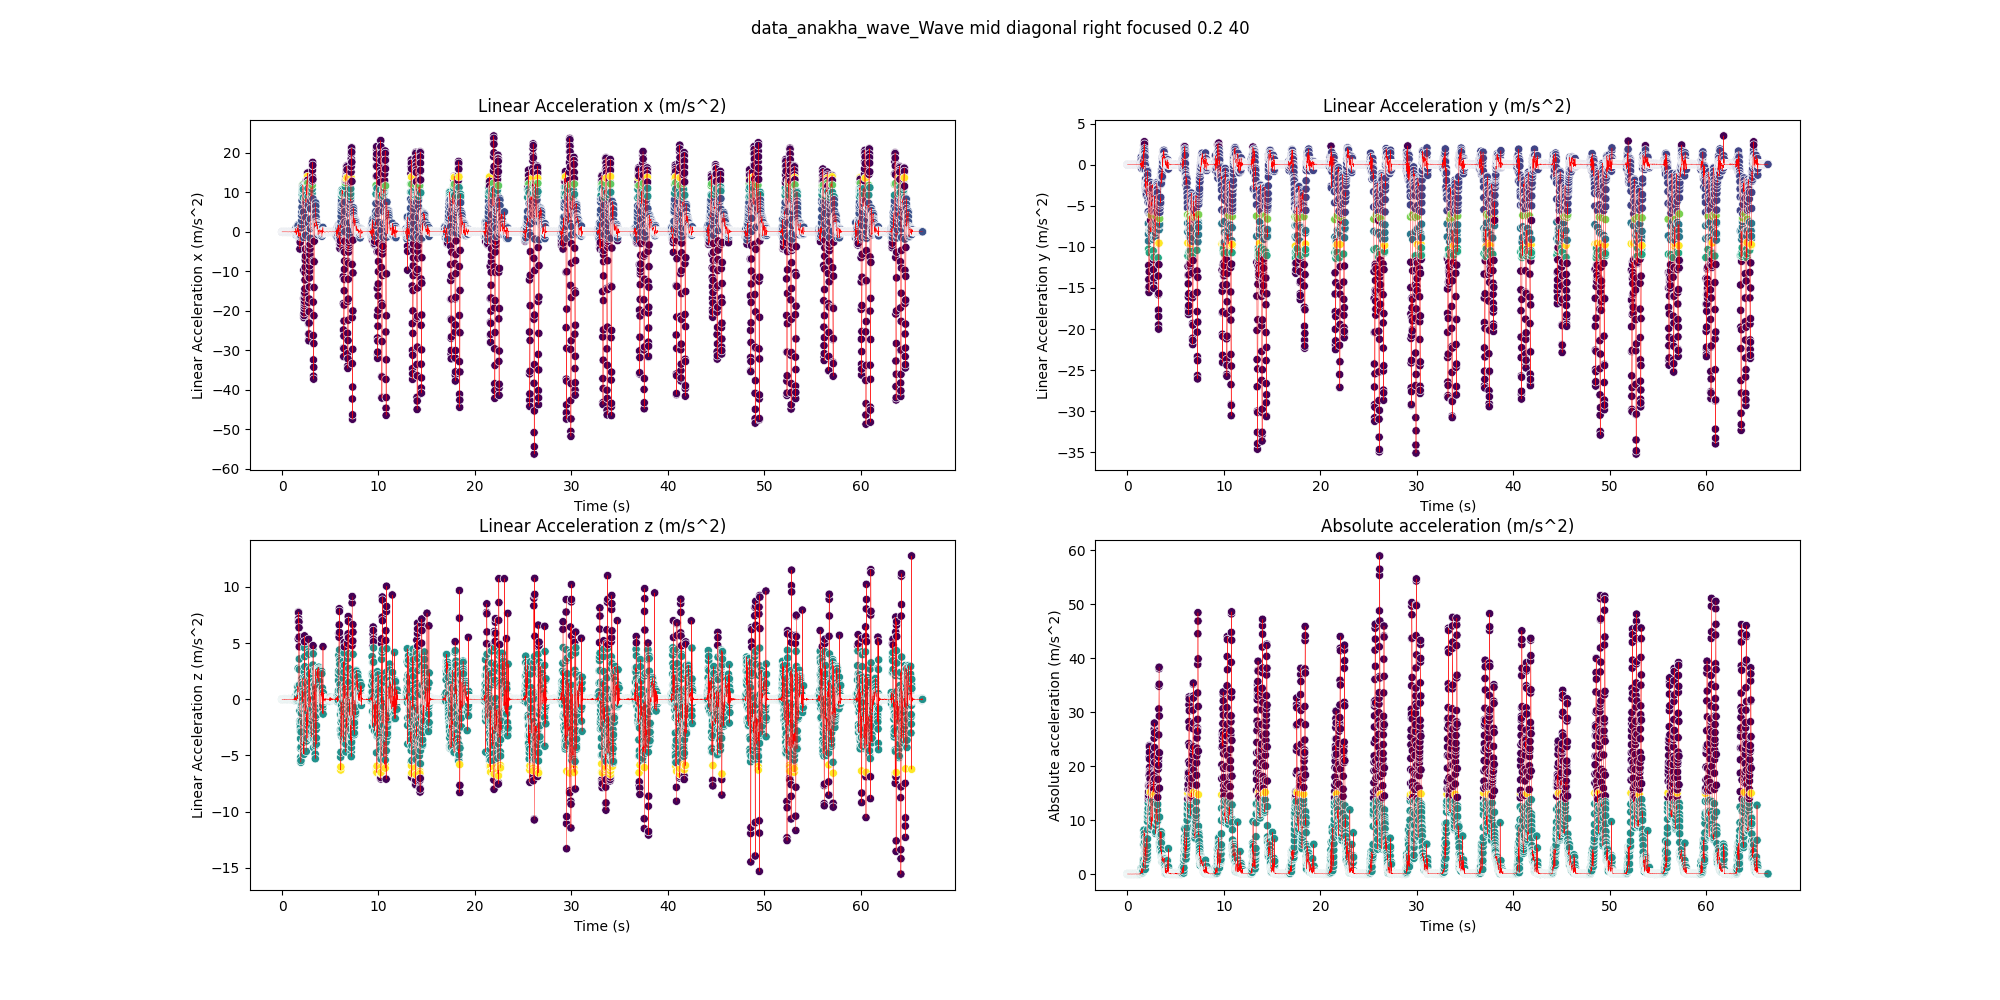 data_anakha_wave_Wave mid diagonal right focused 0.2 40
Linear Acceleration x (m/s^2)
Linear Acceleration x (m/s^2)
20
10
0
−10
−20
−30
−40
−50
−60
0 10 20 30 40 50 60
Time (s)
Linear Acceleration y (m/s^2)
Linear Acceleration y (m/s^2)
5
0
−5
−10
−15
−20
−25
−30
−35
0 10 20 30 40 50 60
Time (s)
Linear Acceleration z (m/s^2)
Linear Acceleration z (m/s^2)
10
5
0
−5
−10
−15
0 10 20 30 40 50 60
Time (s)
Absolute acceleration (m/s^2)
Absolute acceleration (m/s^2)
60
50
40
30
20
10
0
0 10 20 30 40 50 60
Time (s)